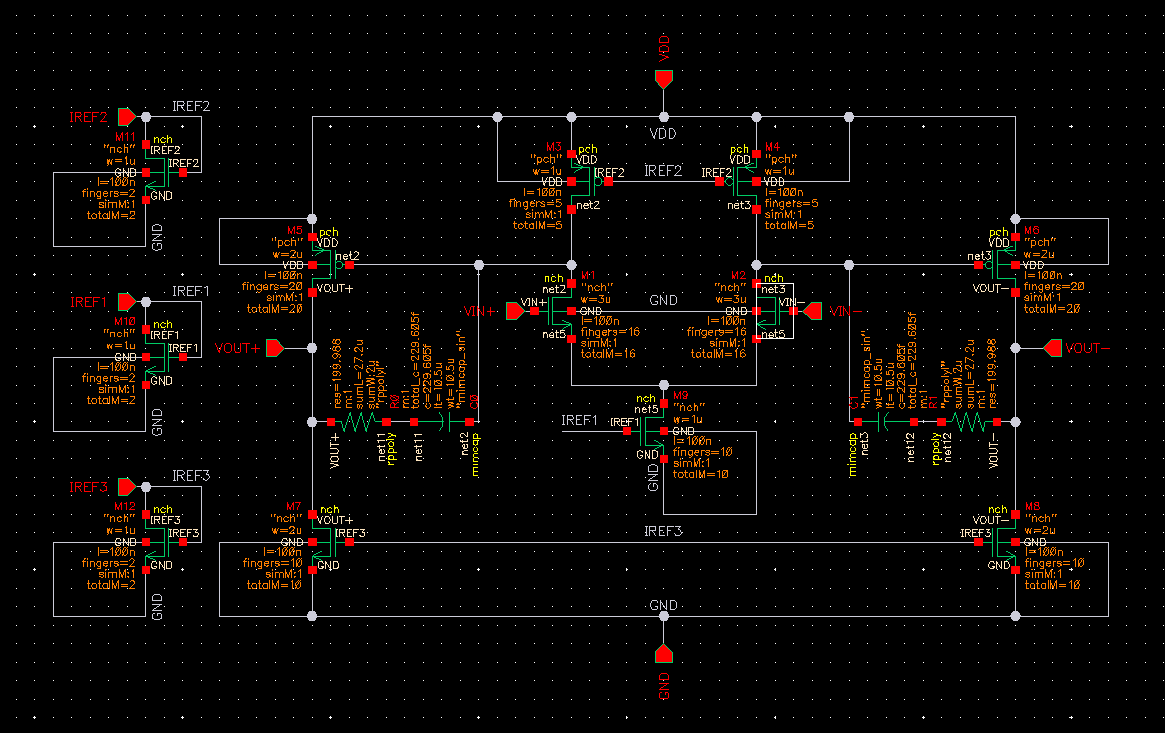 VDD
VDD
IREF2
IREF2
M11
nch
"nch"
IREF2
w=1u
IREF2
GND
l=100n
GND
fingers=2
simM:1
totalM=2
GND
M3
pch
"pch"
VDD
w=1u
IREF2
VDD
l=100n
fingers=5
net2
simM:1
totalM=5
IREF2
pch
M4
VDD
"pch"
IREF2
w=1u
VDD
l=100n
net3
fingers=5
simM:1
totalM=5
M5
pch
"pch"
VDD
w=2u
net2
VDD
l=100n
fingers=20
VOUT+
simM:1
totalM=20
pch
M6
VDD
"pch"
net3
w=2u
VDD
l=100n
VOUT-
fingers=20
simM:1
totalM=20
nch
M1
net2
"nch"
VIN+
VIN+
w=3u
GND
l=100n
net5
fingers=16
simM:1
totalM=16
GND
M2
nch
"nch"
net3
w=3u
VIN-
VIN-
GND
l=100n
net5
fingers=16
simM:1
totalM=16
IREF1
IREF1
M10
nch
"nch"
IREF1
w=1u
IREF1
GND
l=100n
GND
fingers=2
simM:1
totalM=2
GND
VOUT+
VOUT-
res=199.988
m:1
sumL=27.2u
sumW:2u
"rppoly"
R0
VOUT+
net11
rppoly
m:1
total_c=229.605f
c=229.605f
lt=10.5u
wt=10.5u
"mimcap_sin"
C0
net11
net2
mimcap
C1
"mimcap_sin"
wt=10.5u
lt=10.5u
c=229.605f
total_c=229.605f
m:1
mimcap
net3
net12
R1
"rppoly"
sumW:2u
sumL=27.2u
m:1
res=199.988
rppoly
net12
VOUT-
IREF1
nch
M9
net5
"nch"
IREF1
w=1u
GND
l=100n
GND
fingers=10
simM:1
totalM=10
GND
IREF3
IREF3
M12
nch
"nch"
IREF3
w=1u
IREF3
GND
l=100n
GND
fingers=2
simM:1
totalM=2
GND
M7
nch
"nch"
VOUT+
w=2u
IREF3
GND
l=100n
GND
fingers=10
simM:1
totalM=10
IREF3
nch
M8
VOUT-
"nch"
IREF3
w=2u
GND
l=100n
GND
fingers=10
simM:1
totalM=10
GND
GND